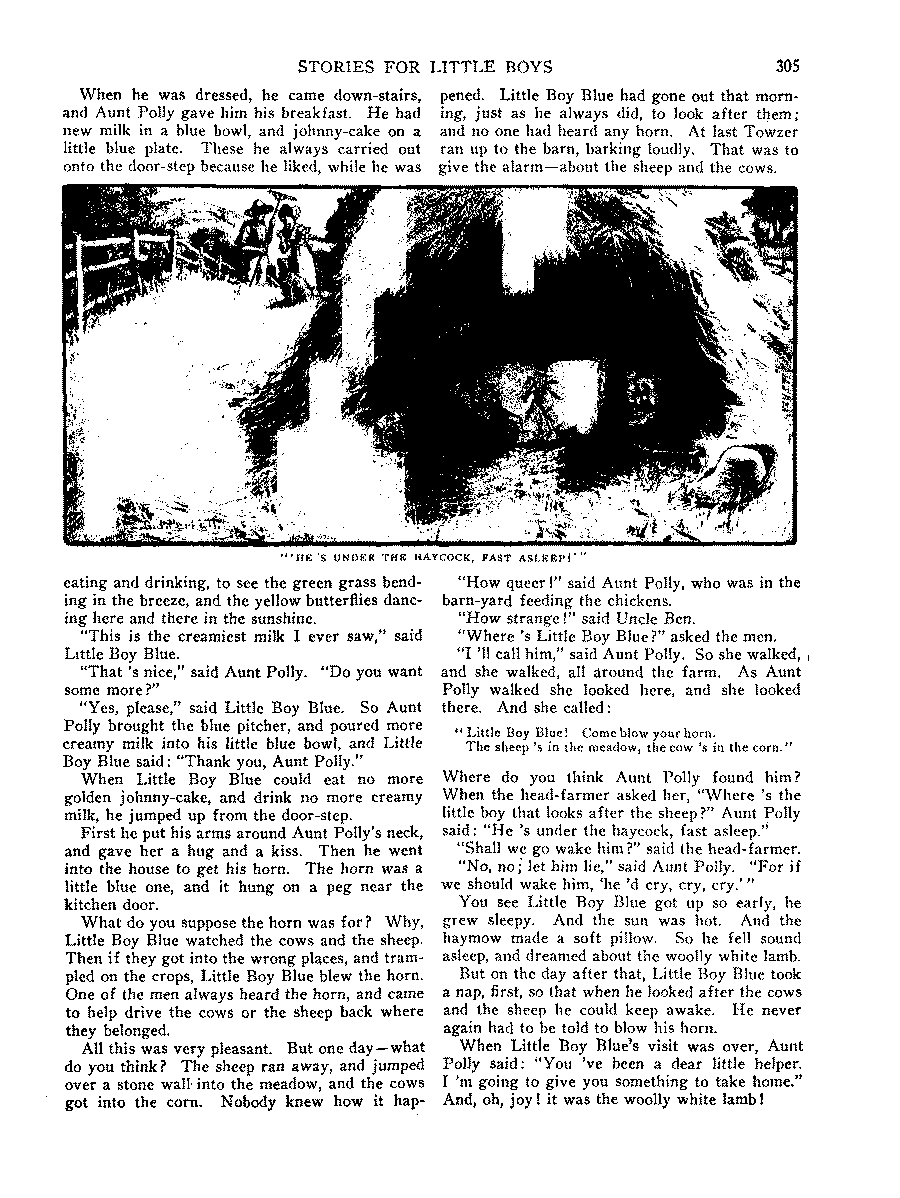 STORIES FOR LITTLE BOYS
305
When he was dressed, he came down-stairs,
and Aunt Polly gave him his breakfast. He had
new milk in a blue bowl, and johnny-cake on a
little blue plate. These he always carried out
onto the door-step because he liked, while he was
pened. Little Boy Blue had gone out that morn-
ing, just as he always did, to look after them;
and no one had heard any horn. At last Towzer
ran up to the barn, barking loudly. That was to
give the alarm—about the sheep and the cows.
"'HE 'S UNDER THE HAYCOCK, FAST ASLEEP!'"
eating and drinking, to see the green grass bend-
ing in the breeze, and the yellow butterflies danc-
ing here and there in the sunshine.
"This is the creamiest milk I ever saw," said
Little Boy Blue.
"That 's nice," said Aunt Polly. "Do you want
some more?"
"Yes, please," said Little Boy Blue. So Aunt
Polly brought the blue pitcher, and poured more
creamy milk into his little blue bowl, and Little
Boy Blue said: "Thank you, Aunt Polly."
When Little Boy Blue could eat no more
golden johnny-cake, and drink no more creamy
milk, he jumped up from the door-step.
First he put his arms around Aunt Polly's neck,
and gave her a hug and a kiss. Then he went
into the house to get his horn. The horn was a
little blue one, and it hung on a peg near the
kitchen door.
What do you suppose the horn was for? Why,
Little Boy Blue watched the cows and the sheep.
Then if they got into the wrong places, and tram-
pled on the crops, Little Boy Blue blew the horn.
One of the men always heard the horn, and came
to help drive the cows or the sheep back where
they belonged.
All this was very pleasant. But one day—what
do you think? The sheep ran away, and jumped
over a stone wall into the meadow, and the cows
got into the corn. Nobody knew how it hap-
"How queer!" said Aunt Polly, who was in the
barn-yard feeding the chickens.
"How strange!" said Uncle Ben.
"Where 's Little Boy Blue?" asked the men.
"I 'll call him," said Aunt Polly. So she walked,
and she walked, all around the farm. As Aunt
Polly walked she looked here, and she looked
there. And she called:
"Little Boy Blue! Come blow your horn.
The sheep 's in the meadow, the cow 's in the corn."
Where do you think Aunt Polly found him?
When the head-farmer asked her, "Where 's the
little boy that looks after the sheep?" Aunt Polly
said: "He 's under the haycock, fast asleep."
"Shall we go wake him?" said the head-farmer.
"No, no; let him lie," said Aunt Polly. "For if
we should wake him, 'he 'd cry, cry, cry.'"
You see Little Boy Blue got up so early, he
grew sleepy. And the sun was hot. And the
haymow made a soft pillow. So he fell sound
asleep, and dreamed about the woolly white lamb.
But on the day after that, Little Boy Blue took
a nap, first, so that when he looked after the cows
and the sheep he could keep awake. He never
again had to be told to blow his horn.
When Little Boy Blue's visit was over, Aunt
Polly said: "You 've been a dear little helper.
I 'm going to give you something to take home."
And, oh, joy! it was the woolly white lamb!